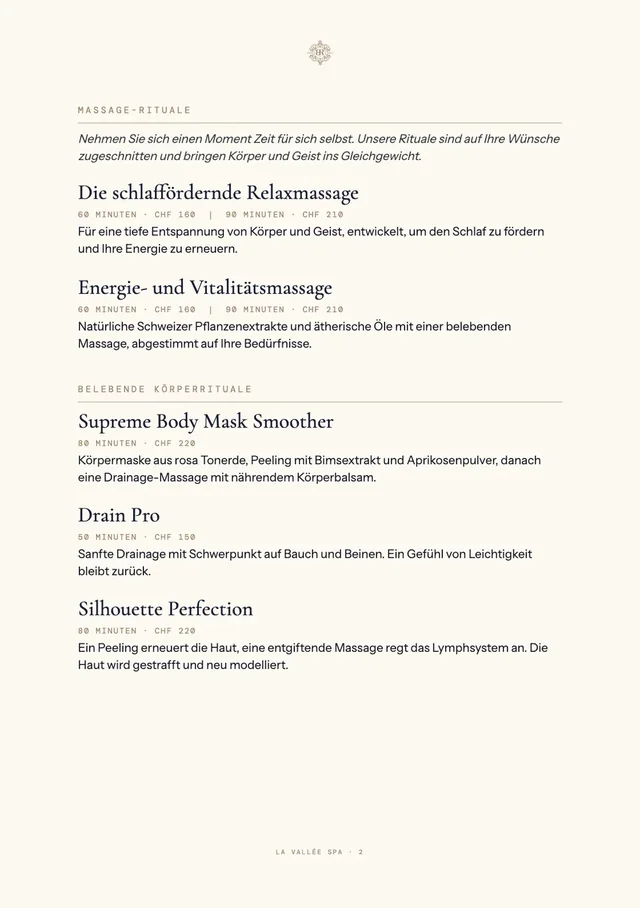 MASSAGE-RITUALE
Nehmen Sie sich einen Moment Zeit für sich selbst. Unsere Rituale sind auf Ihre Wünsche
zugeschnitten und bringen Körper und Geist ins Gleichgewicht.
Die schlaffördernde Relaxmassage
60 MINUTEN · CHF 160 | 90 MINUTEN · CHF 210
Für eine tiefe Entspannung von Körper und Geist, entwickelt, um den Schlaf zu fördern
und Ihre Energie zu erneuern.
Energie- und Vitalitätsmassage
60 MINUTEN · CHF 160 | 90 MINUTEN · CHF 210
Natürliche Schweizer Pflanzenextrakte und ätherische Öle mit einer belebenden
Massage, abgestimmt auf Ihre Bedürfnisse.
BELEBENDE KÖRPERRITUALE
Supreme Body Mask Smoother
80 MINUTEN · CHF 220
Körpermaske aus rosa Tonerde, Peeling mit Bimsextrakt und Aprikosenpulver, danach
eine Drainage-Massage mit nährendem Körperbalsam.
Drain Pro
50 MINUTEN · CHF 150
Sanfte Drainage mit Schwerpunkt auf Bauch und Beinen. Ein Gefühl von Leichtigkeit
bleibt zurück.
Silhouette Perfection
80 MINUTEN · CHF 220
Ein Peeling erneuert die Haut, eine entgiftende Massage regt das Lymphsystem an. Die
Haut wird gestrafft und neu modelliert.
LA VALLÉE SPA · 2